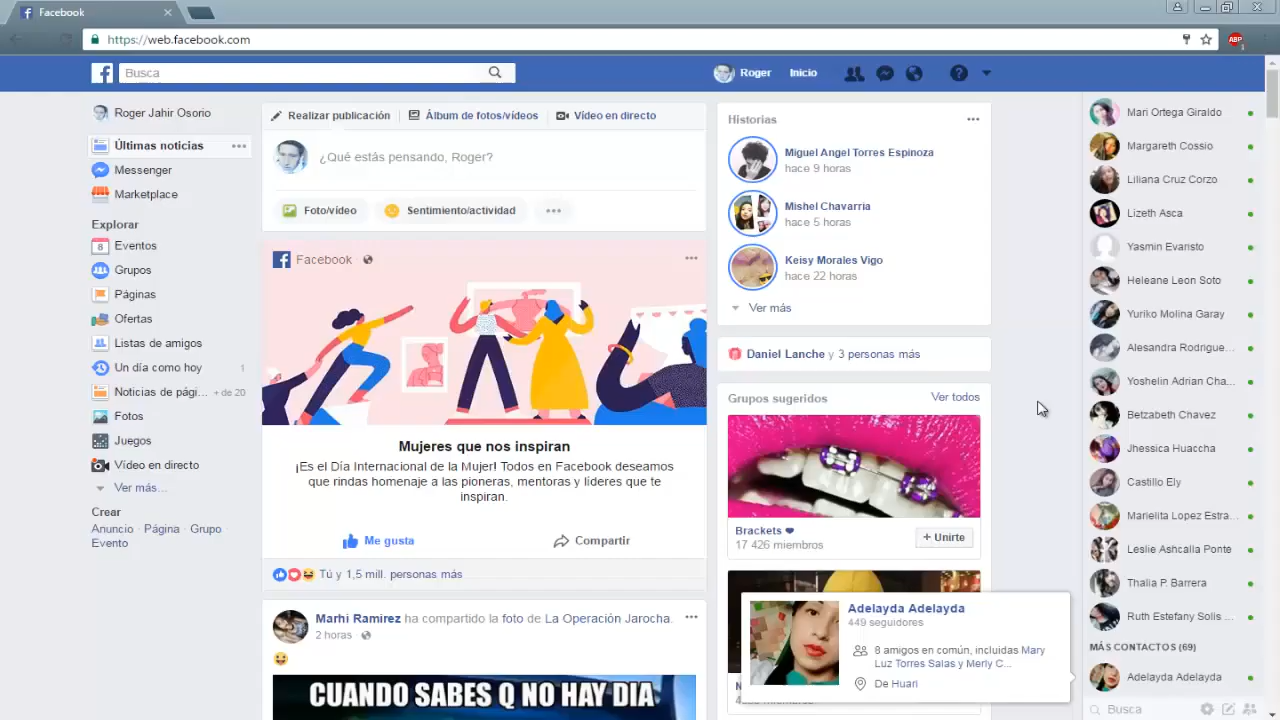 Facebook
https://web.facebook.com
ABP
Busca
Roger
Inicio
Roger Jahir Osorio
Últimas noticias
Messenger
Marketplace
Explorar
8 Eventos
Grupos
Páginas
Ofertas
Listas de amigos
Un día como hoy 1
Noticias de pági... + de 20
Fotos
Juegos
Vídeo en directo
Ver más...
Crear
Anuncio · Página · Grupo ·
Evento
Realizar publicación
Álbum de fotos/vídeos
Vídeo en directo
¿Qué estás pensando, Roger?
Foto/vídeo
Sentimiento/actividad
Facebook
Mujeres que nos inspiran
¡Es el Día Internacional de la Mujer! Todos en Facebook deseamos
que rindas homenaje a las pioneras, mentoras y líderes que te
inspiran.
Me gusta
Compartir
Tú y 1,5 mill. personas más
Marhi Ramirez ha compartido la foto de La Operación Jarocha.
2 horas
CUANDO SABES Q NO HAY DIA.
Historias
Miguel Angel Torres Espinoza
hace 9 horas
Mishel Chavarria
hace 5 horas
Keisy Morales Vigo
hace 22 horas
Ver más
Daniel Lanche y 3 personas más
Grupos sugeridos
Ver todos
Brackets
17 426 miembros
+ Unirte
Adelayda Adelayda
449 seguidores
8 amigos en común, incluidas Mary
Luz Torres Salas y Merly C...
De Huari
Mari Ortega Giraldo
Margareth Cossio
Liliana Cruz Corzo
Lizeth Asca
Yasmin Evaristo
Heleane Leon Soto
Yuriko Molina Garay
Alesandra Rodrigue...
Yoshelin Adrian Cha...
Betzabeth Chavez
Jhessica Huaccha
Castillo Ely
Marielita Lopez Estra...
Leslie Ashcalla Ponte
Thalia P. Barrera
Ruth Estefany Solis ...
MÁS CONTACTOS (69)
Adelayda Adelayda
Busca